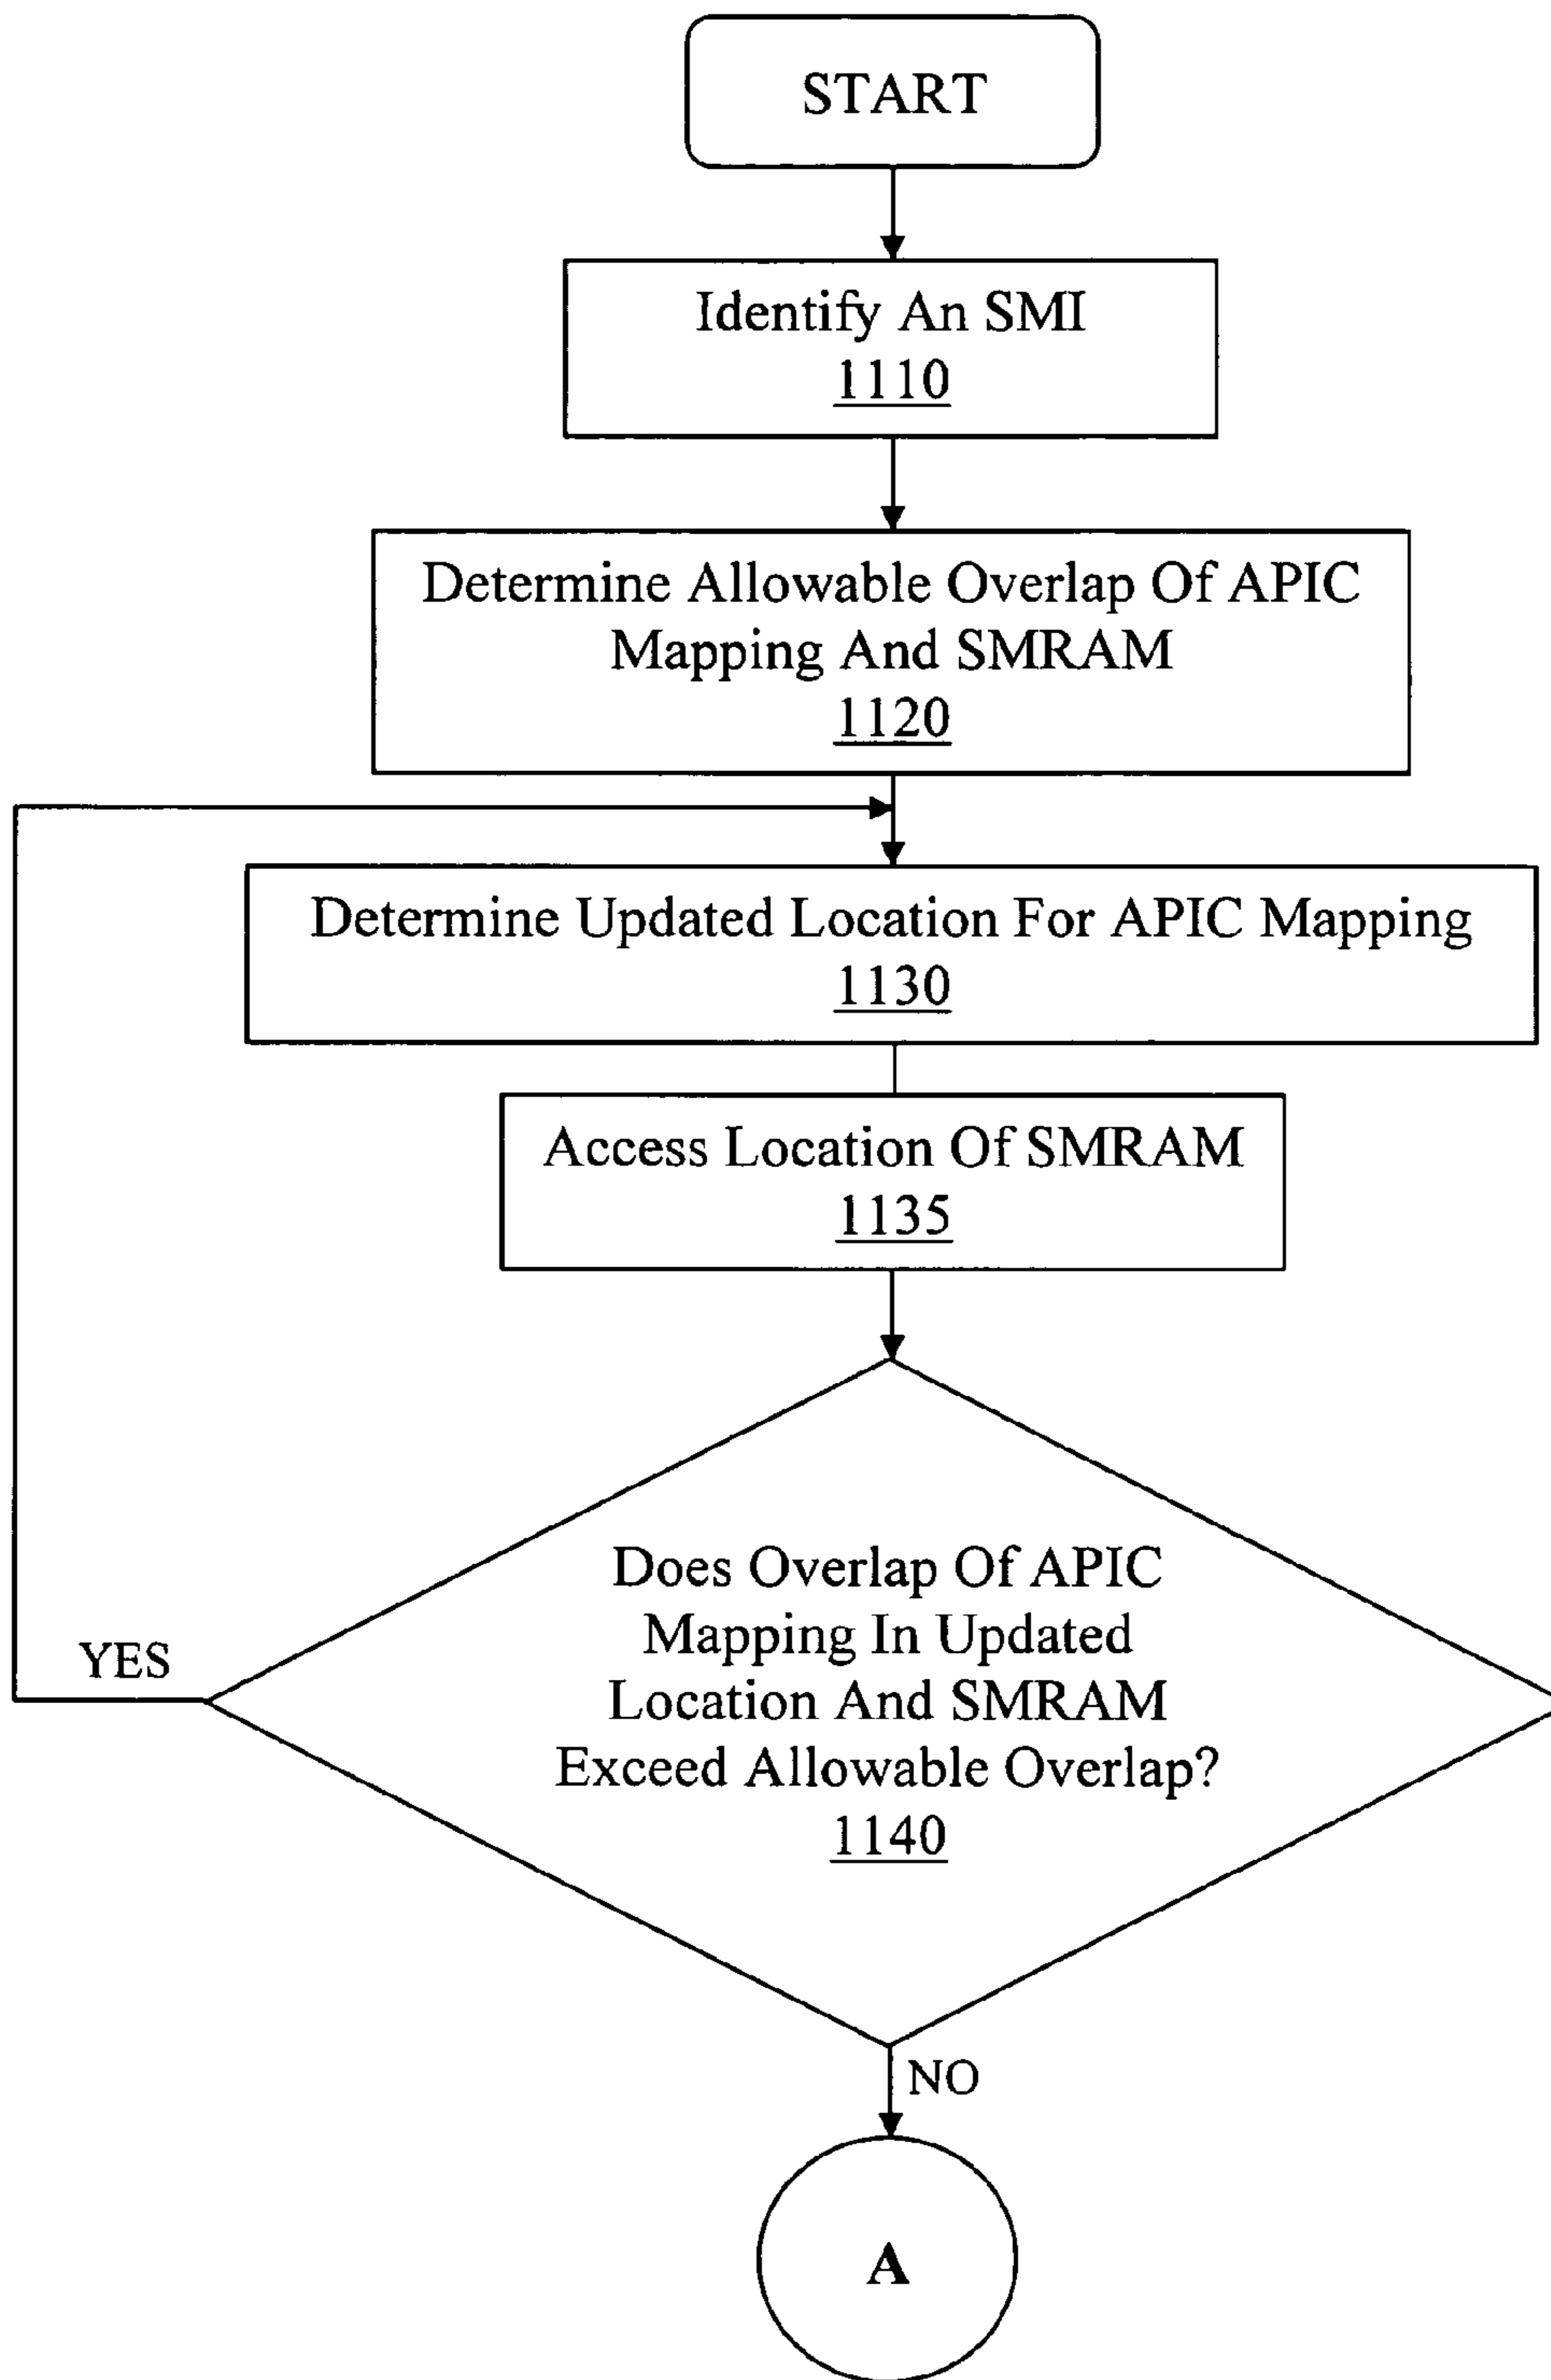 START
Identify An SMI
1110
Determine Allowable Overlap Of APIC
Mapping And SMRAM
1120
Determine Updated Location For APIC Mapping
1130
Access Location Of SMRAM
1135
Does Overlap Of APIC
Mapping In Updated
Location And SMRAM
Exceed Allowable Overlap?
1140
YES
NO
A